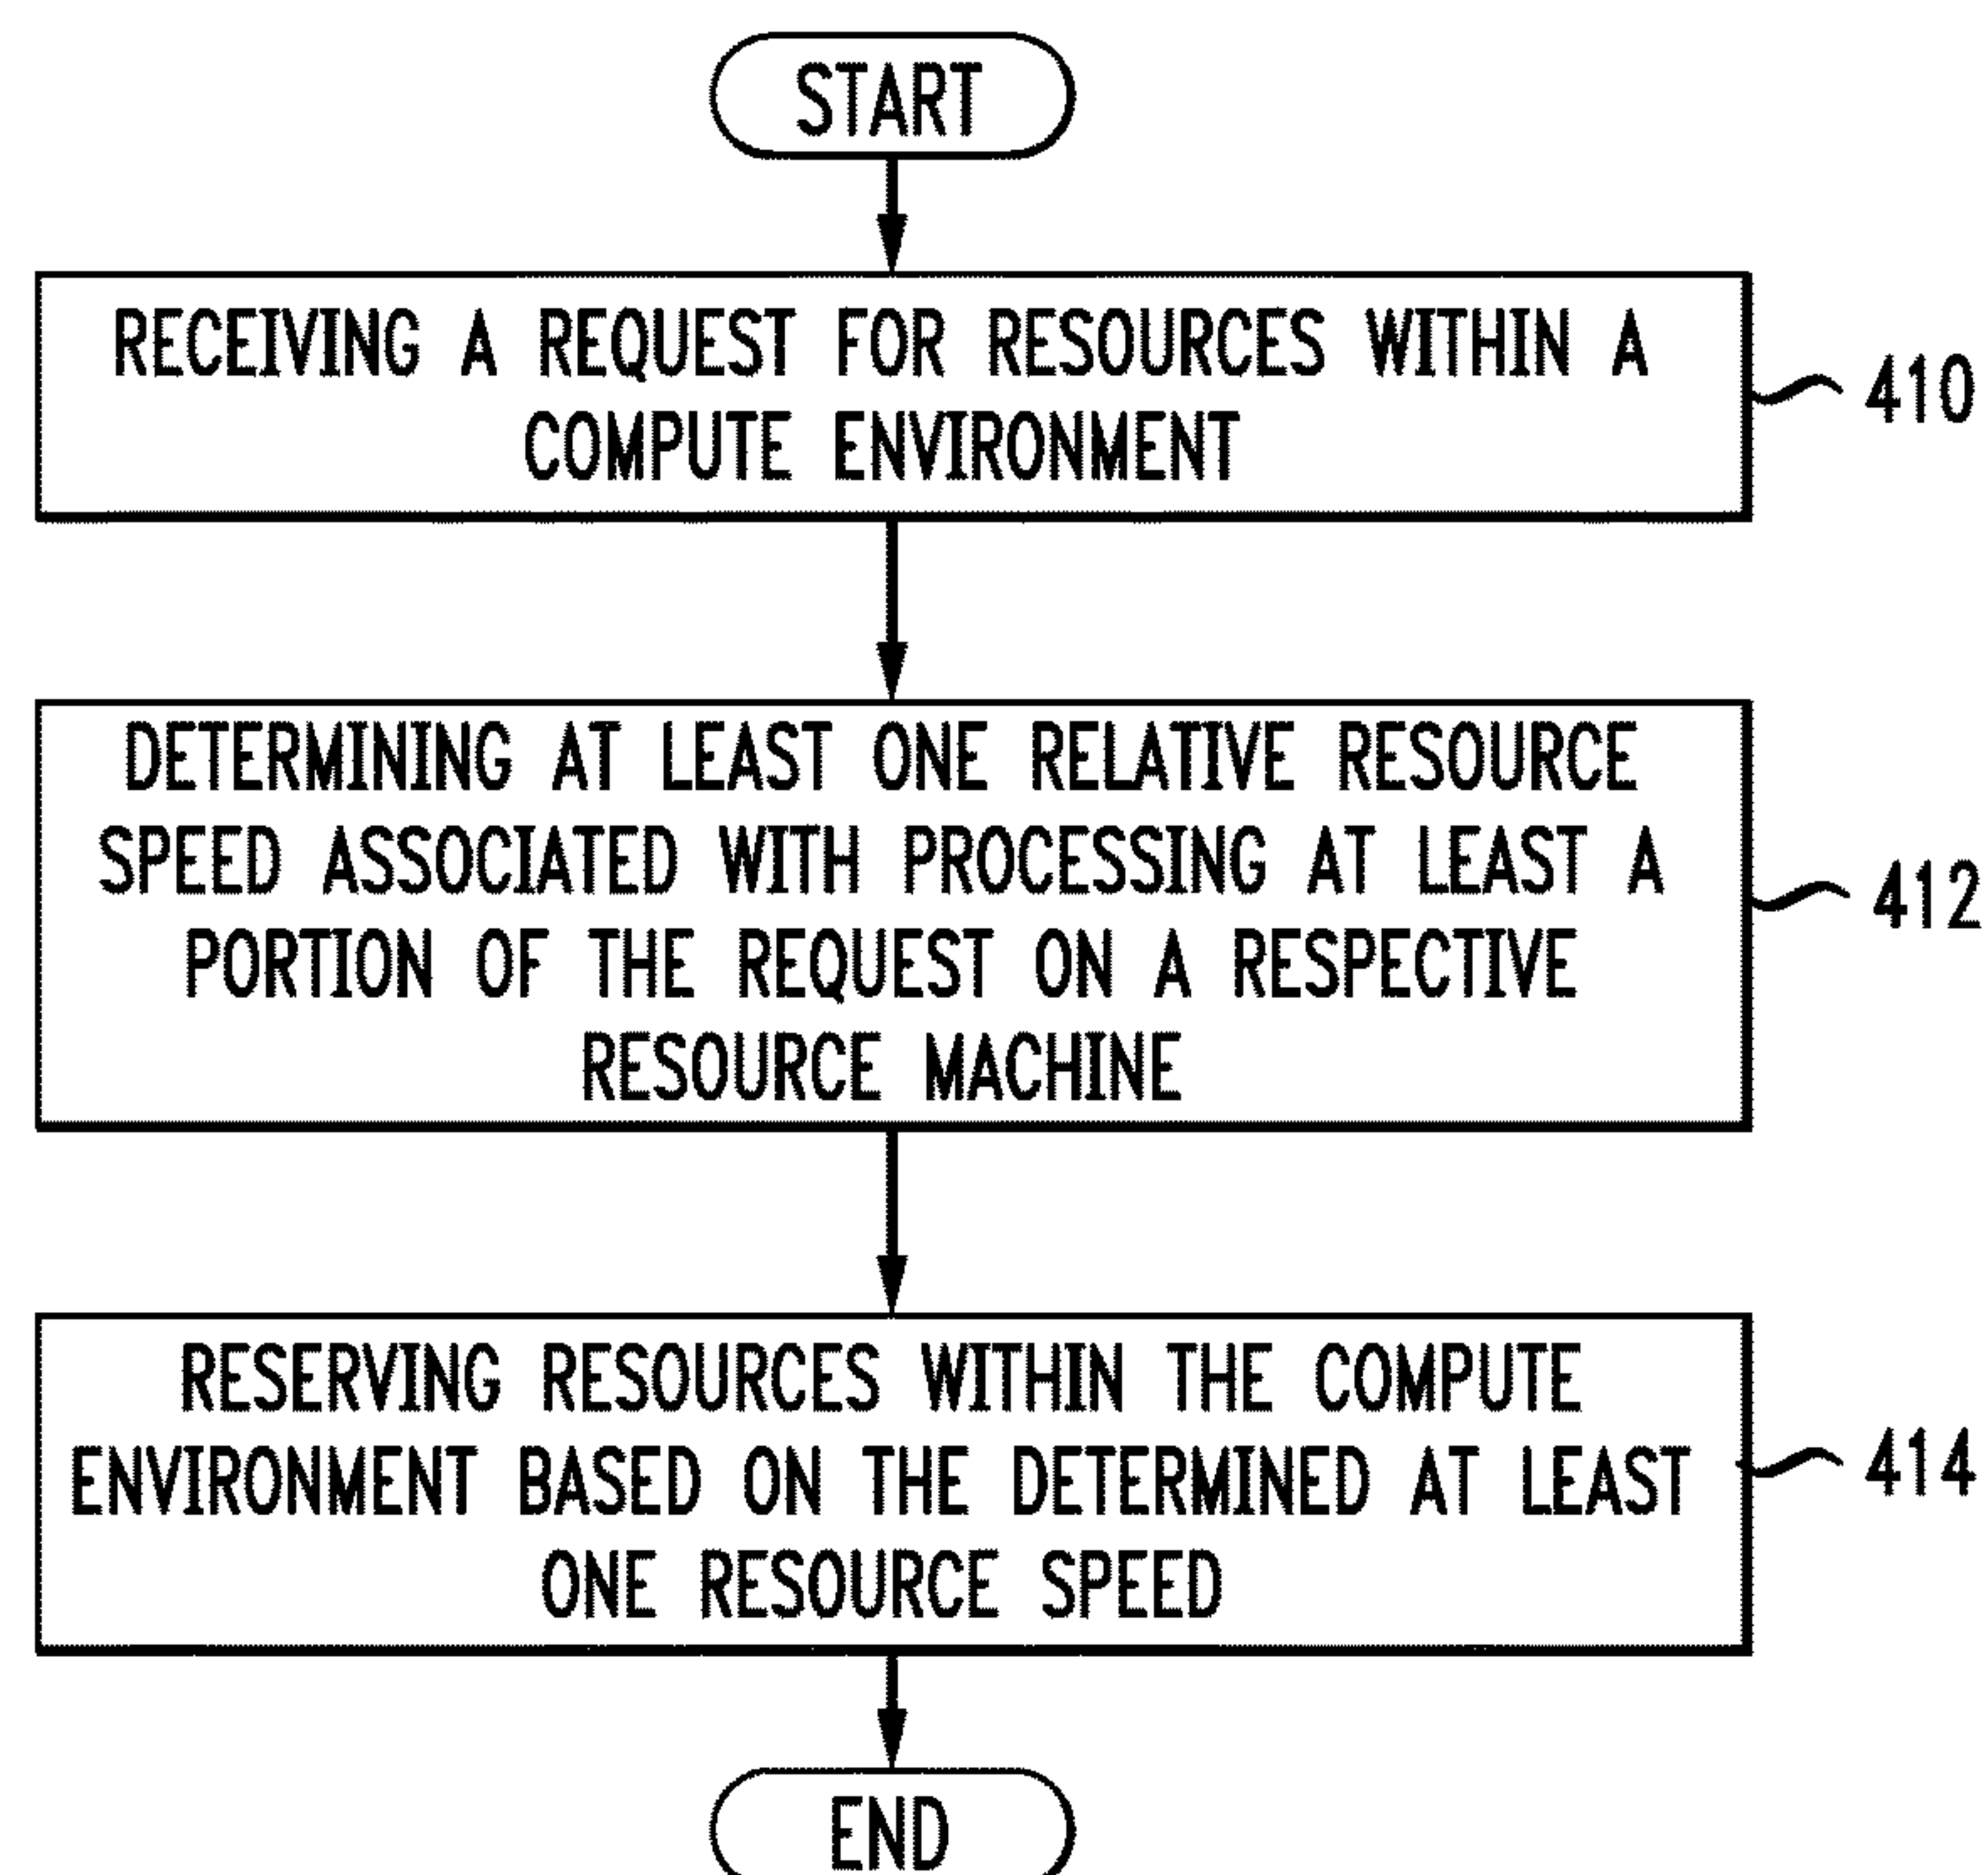 START
RECEIVING A REQUEST FOR RESOURCES WITHIN A
COMPUTE ENVIRONMENT
410
DETERMINING AT LEAST ONE RELATIVE RESOURCE
SPEED ASSOCIATED WITH PROCESSING AT LEAST A
PORTION OF THE REQUEST ON A RESPECTIVE
RESOURCE MACHINE
412
RESERVING RESOURCES WITHIN THE COMPUTE
ENVIRONMENT BASED ON THE DETERMINED AT LEAST
ONE RESOURCE SPEED
414
END